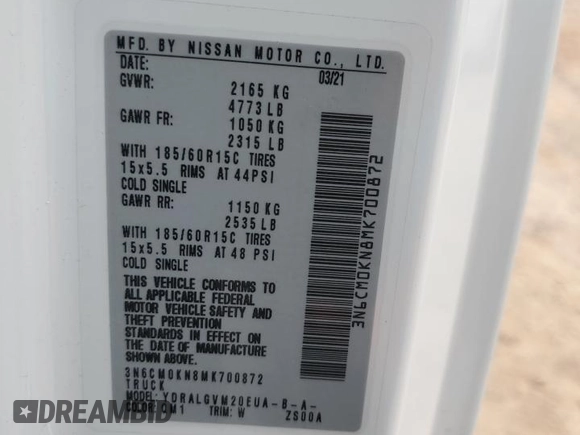 MFD. BY NISSAN MOTOR CO., LTD.
DATE: 03/21
GVWR: 2165 KG
4773 LB
GAWR FR: 1050 KG
2315 LB
WITH 185/60R15C TIRES
15x5.5 RIMS AT 44PSI
COLD SINGLE
GAWR RR: 1150 KG
2535 LB
WITH 185/60R15C TIRES
15x5.5 RIMS AT 48 PSI
COLD SINGLE
THIS VEHICLE CONFORMS TO
ALL APPLICABLE FEDERAL
MOTOR VEHICLE SAFETY AND
THEFT PREVENTION
STANDARDS IN EFFECT ON
THE DATE OF MANUFACTURE
SHOWN ABOVE.
3N6CM0KN8MK700872
TRUCK
MODEL: YDRALGVM20EUA-B-A-
COLOR: QM1 TRIM: W ZS00A
3N6CM0KN8MK700872
RIDERBID.COM